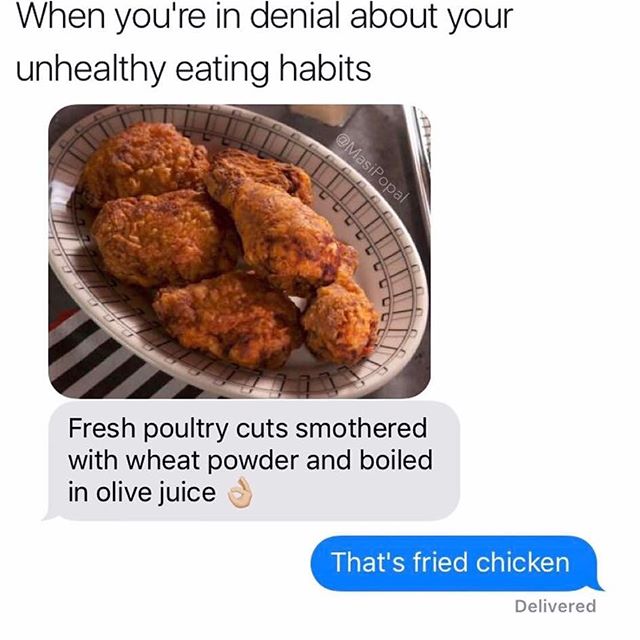 When you're in denial about your
unhealthy eating habits
@MasiPopal
Fresh poultry cuts smothered
with wheat powder and boiled
in olive juice 👌🏼
That's fried chicken
Delivered